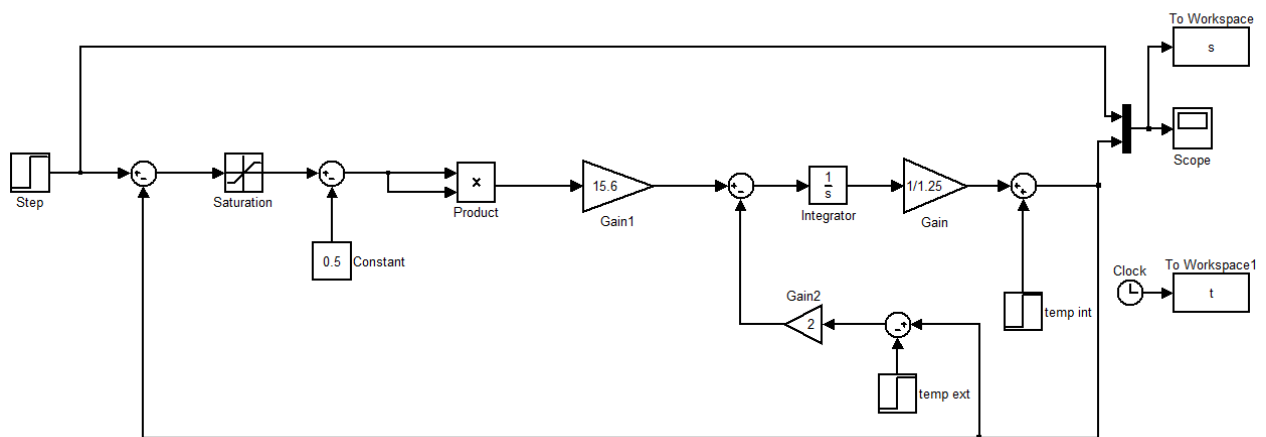 To Workspace
s
Scope
Step
Saturation
0.5
Constant
×
Product
15.6
Gain1
1
s
Integrator
1/1.25
Gain
Clock
To Workspace1
t
temp int
Gain2
2
temp ext